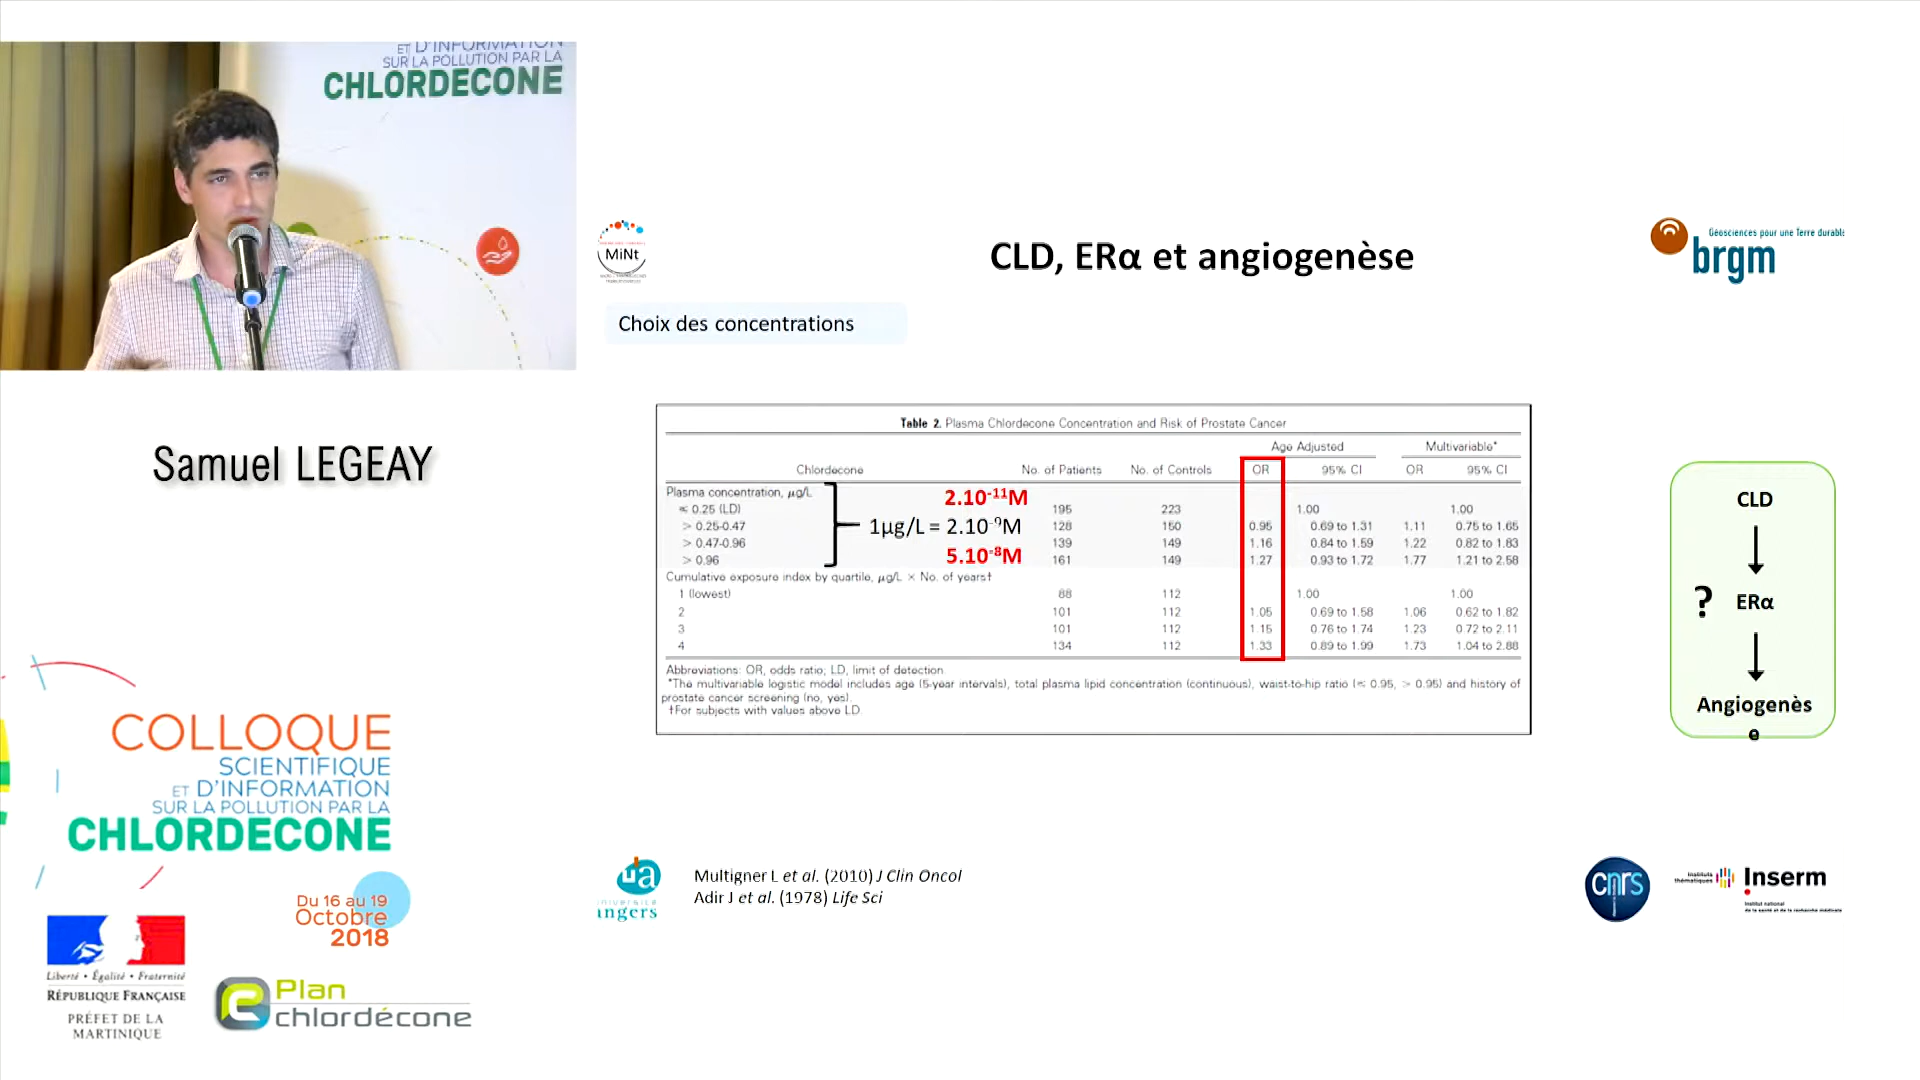 ET D'INFORMATION
SUR LA POLLUTION PAR LA
CHLORDECONE
Samuel LEGEAY
COLLOQUE
SCIENTIFIQUE
ET D'INFORMATION
SUR LA POLLUTION PAR LA
CHLORDECONE
Du 16 au 19
Octobre
2018
Liberté • Égalité • Fraternité
RÉPUBLIQUE FRANÇAISE
PRÉFET DE LA
MARTINIQUE
Plan
chlordécone
MiNt
CLD, ERα et angiogenèse
Géosciences pour une Terre durable
brgm
Choix des concentrations
Table 2. Plasma Chlordecone Concentration and Risk of Prostate Cancer
Age Adjusted Multivariable*
Chlordecone No. of Patients No. of Controls OR 95% CI OR 95% CI
Plasma concentration, μg/L
≤ 0.25 (LD) 195 223 1.00 1.00
> 0.25-0.47 128 150 0.95 0.69 to 1.31 1.11 0.75 to 1.65
> 0.47-0.96 139 149 1.16 0.84 to 1.59 1.22 0.82 to 1.83
> 0.96 161 149 1.27 0.93 to 1.72 1.77 1.21 to 2.58
2.10-¹¹M
1μg/L = 2.10-⁹M
5.10-⁸M
Cumulative exposure index by quartile, μg/L × No. of years†
1 (lowest) 88 112 1.00 1.00
2 101 112 1.05 0.69 to 1.58 1.06 0.62 to 1.82
3 101 112 1.15 0.76 to 1.74 1.23 0.72 to 2.11
4 134 112 1.33 0.89 to 1.99 1.73 1.04 to 2.88
Abbreviations: OR, odds ratio; LD, limit of detection.
*The multivariable logistic model includes age (5-year intervals), total plasma lipid concentration (continuous), waist-to-hip ratio (≤ 0.95, > 0.95) and history of
prostate cancer screening (no, yes).
†For subjects with values above LD.
CLD
? ERα
Angiogenès
e
ua
université
angers
Multigner L et al. (2010) J Clin Oncol
Adir J et al. (1978) Life Sci
cnrs
Instituts
thématiques
Inserm
Institut national
de la santé et de la recherche médicale